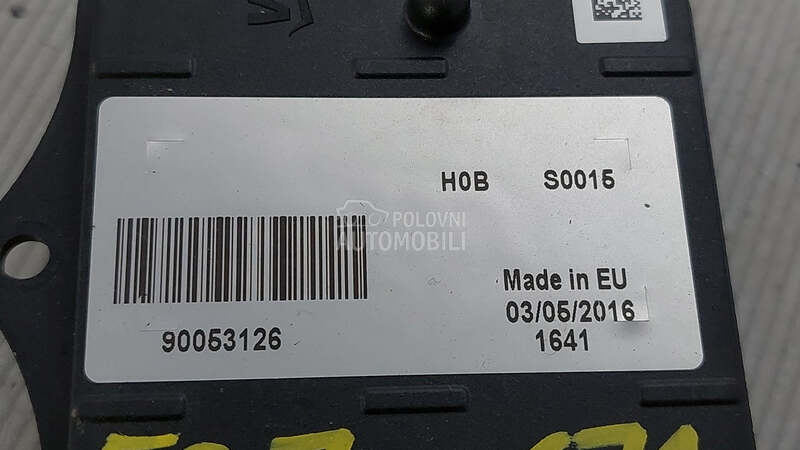 H0B S0015
POLOVNI
AUTOMOBILI
Made in EU
03/05/2016
90053126
1641